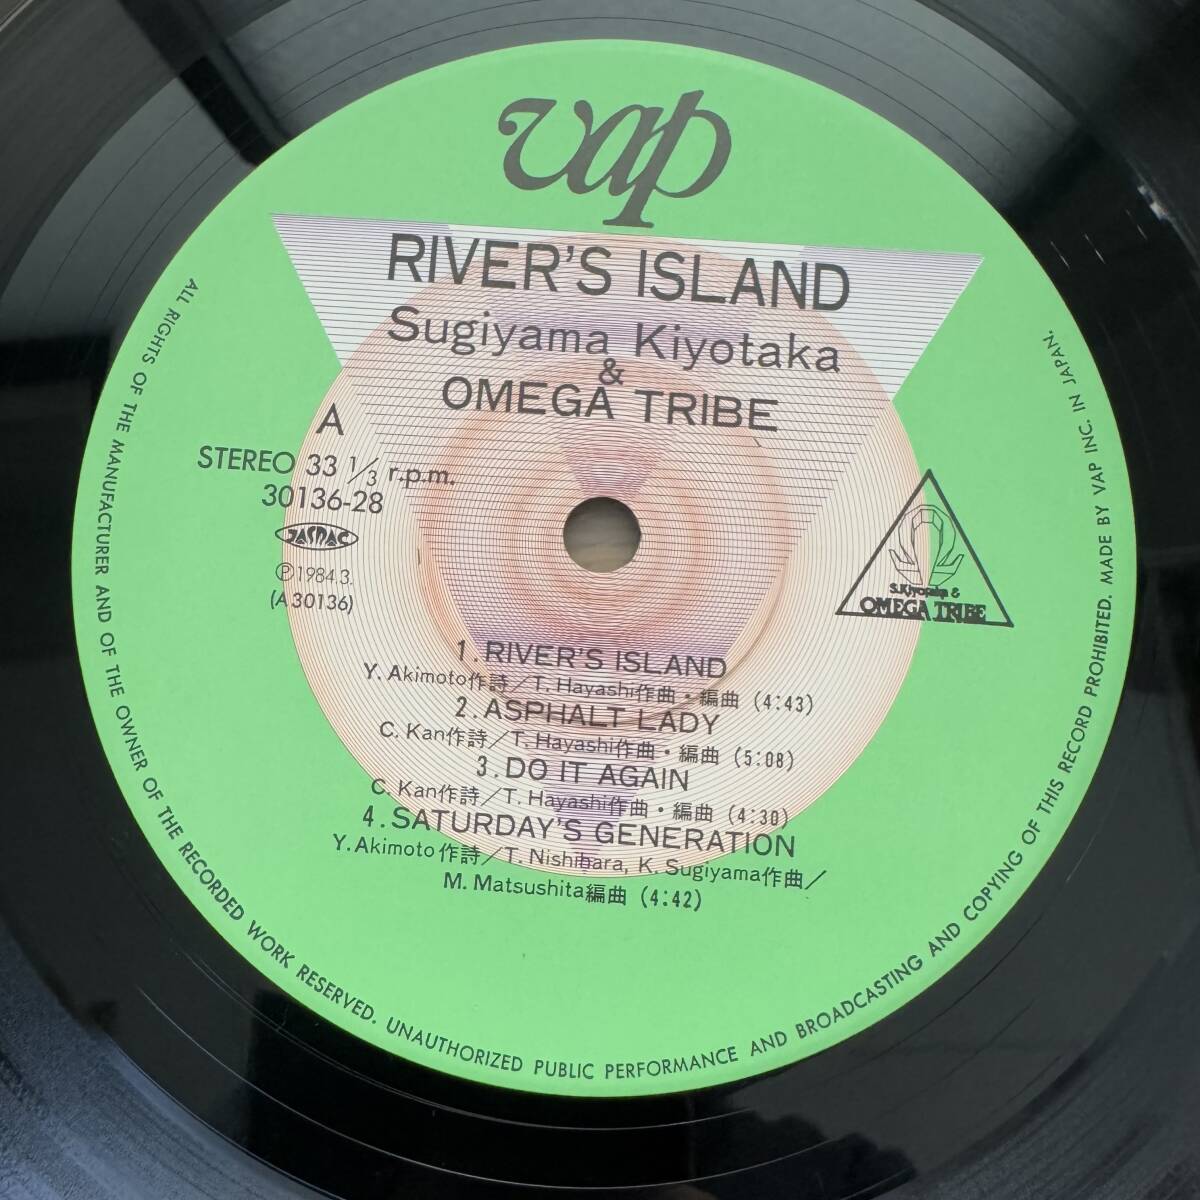 vap
RIVER'S ISLAND
Sugiyama Kiyotaka
&
OMEGA TRIBE
A
STEREO 33 1/3 r.p.m.
30136-28
JASRAC
Ⓟ1984.3.
(A30136)
S.Kiyotaka &
OMEGA TRIBE
1.RIVER'S ISLAND
Y. Akimoto作詩／T. Hayashi作曲・編曲 (4:43)
2.ASPHALT LADY
C. Kan作詩／T. Hayashi作曲・編曲 (5:08)
3.DO IT AGAIN
C. Kan作詩／T. Hayashi作曲・編曲 (4:30)
4.SATURDAY'S GENERATION
Y. Akimoto作詩／T. Nishihara, K. Sugiyama作曲／
M. Matsushita編曲 (4:42)
ALL RIGHTS OF THE MANUFACTURER AND OF THE OWNER OF THE RECORDED WORK RESERVED. UNAUTHORIZED PUBLIC PERFORMANCE AND BROADCASTING AND COPYING OF THIS RECORD PROHIBITED. MADE BY VAP INC. IN JAPAN.